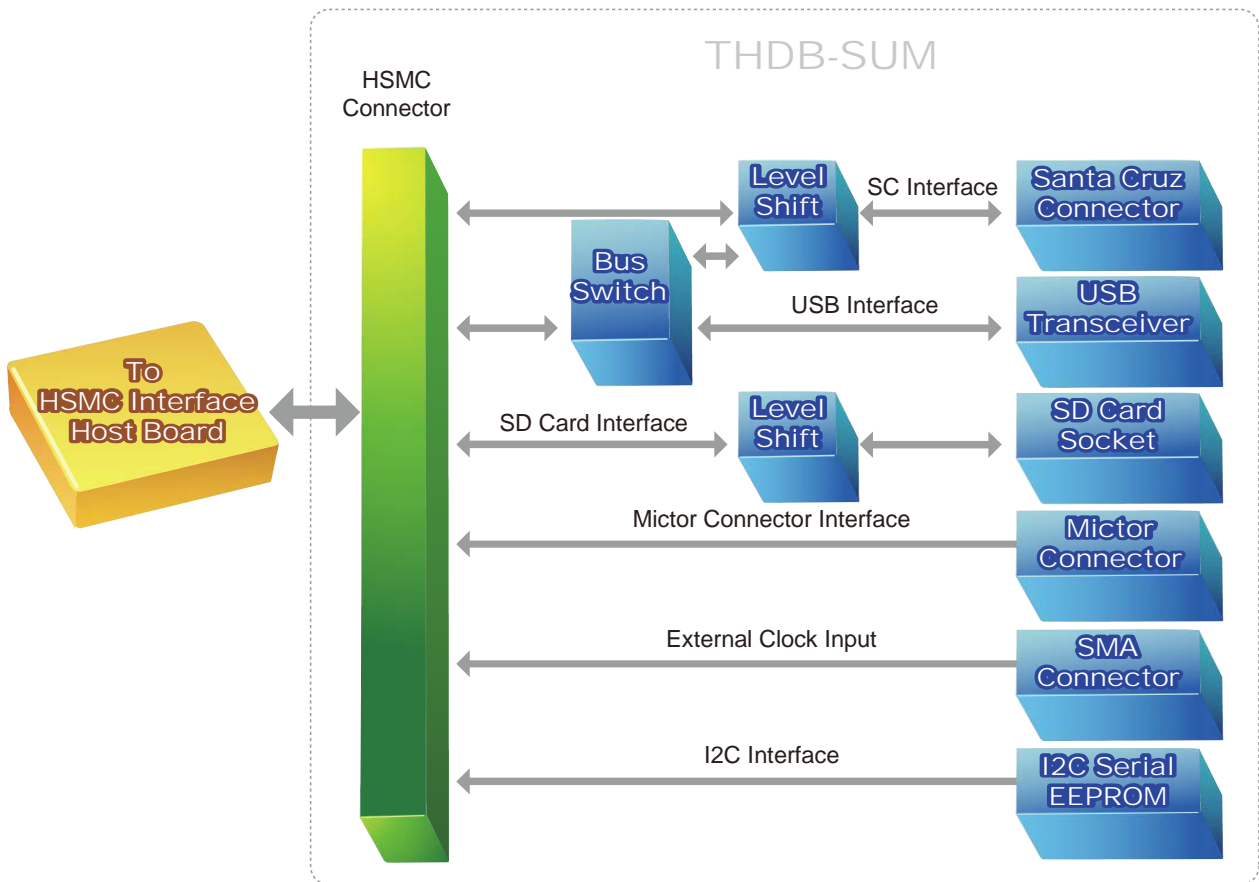 THDB-SUM
HSMC
Connector
Level
Shift
SC Interface
Santa Cruz
Connector
Bus
Switch
USB Interface
USB
Transceiver
To
HSMC Interface
Host Board
SD Card Interface
Level
Shift
SD Card
Socket
Mictor Connector Interface
Mictor
Connector
External Clock Input
SMA
Connector
I2C Interface
I2C Serial
EEPROM